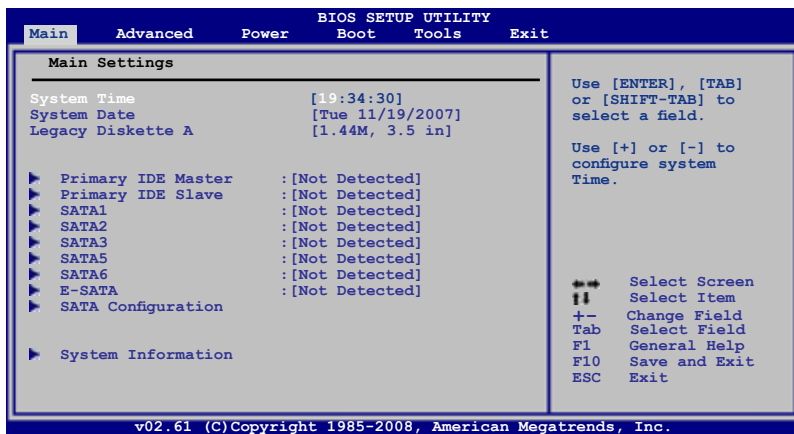 BIOS SETUP UTILITY
Main Advanced Power Boot Tools Exit
Main Settings
System Time [19:34:30]
System Date [Tue 11/19/2007]
Legacy Diskette A [1.44M, 3.5 in]
Primary IDE Master :[Not Detected]
Primary IDE Slave :[Not Detected]
SATA1 :[Not Detected]
SATA2 :[Not Detected]
SATA3 :[Not Detected]
SATA5 :[Not Detected]
SATA6 :[Not Detected]
E-SATA :[Not Detected]
SATA Configuration
System Information
Use [ENTER], [TAB]
or [SHIFT-TAB] to
select a field.
Use [+] or [-] to
configure system
Time.
←→ Select Screen
↑↓ Select Item
+- Change Field
Tab Select Field
F1 General Help
F10 Save and Exit
ESC Exit
v02.61 (C)Copyright 1985-2008, American Megatrends, Inc.